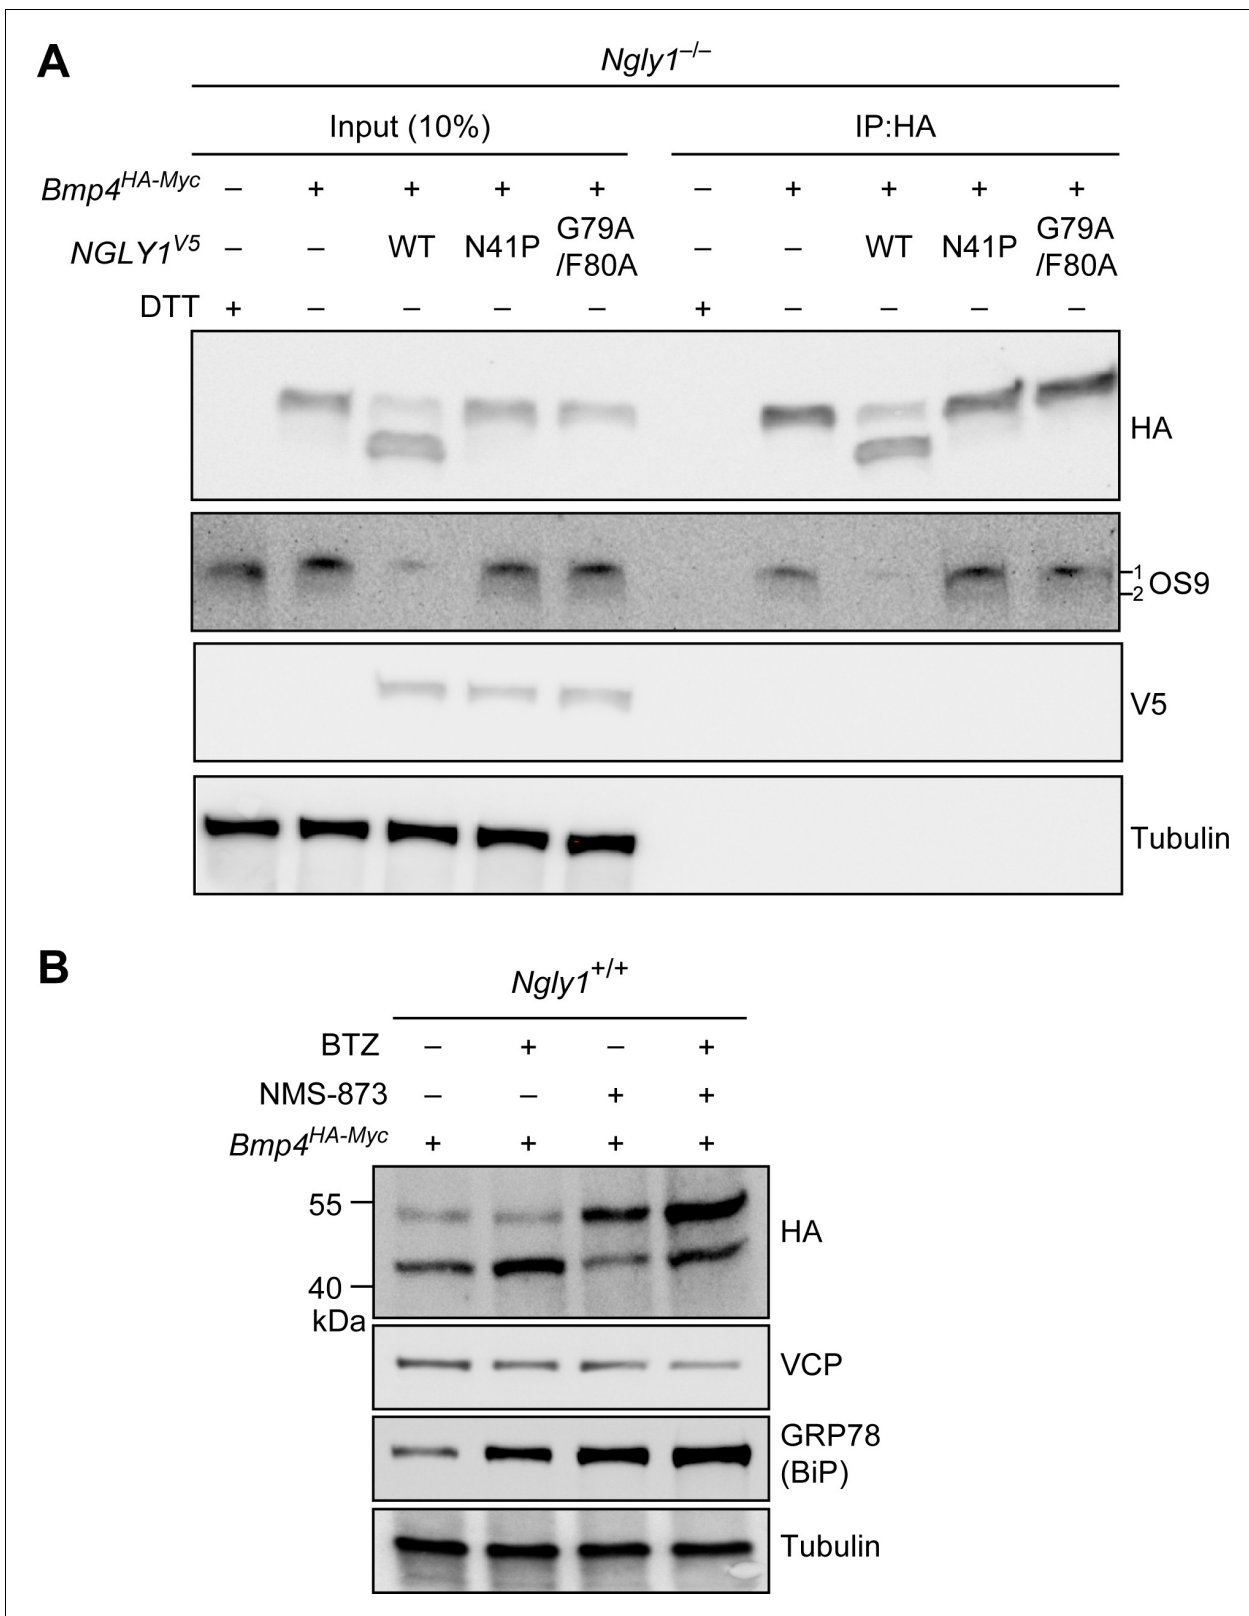 A
Ngly1–/–
Input (10%) IP:HA
Bmp4HA-Myc – + + + + – + + + +
NGLY1V5 – – WT N41P G79A /F80A – – WT N41P G79A /F80A
DTT + – – – – + – – – –
HA
1
2 OS9
V5
Tubulin
B
Ngly1+/+
BTZ – + – +
NMS-873 – – + +
Bmp4HA-Myc + + + +
55
HA
40
kDa
VCP
GRP78
(BiP)
Tubulin